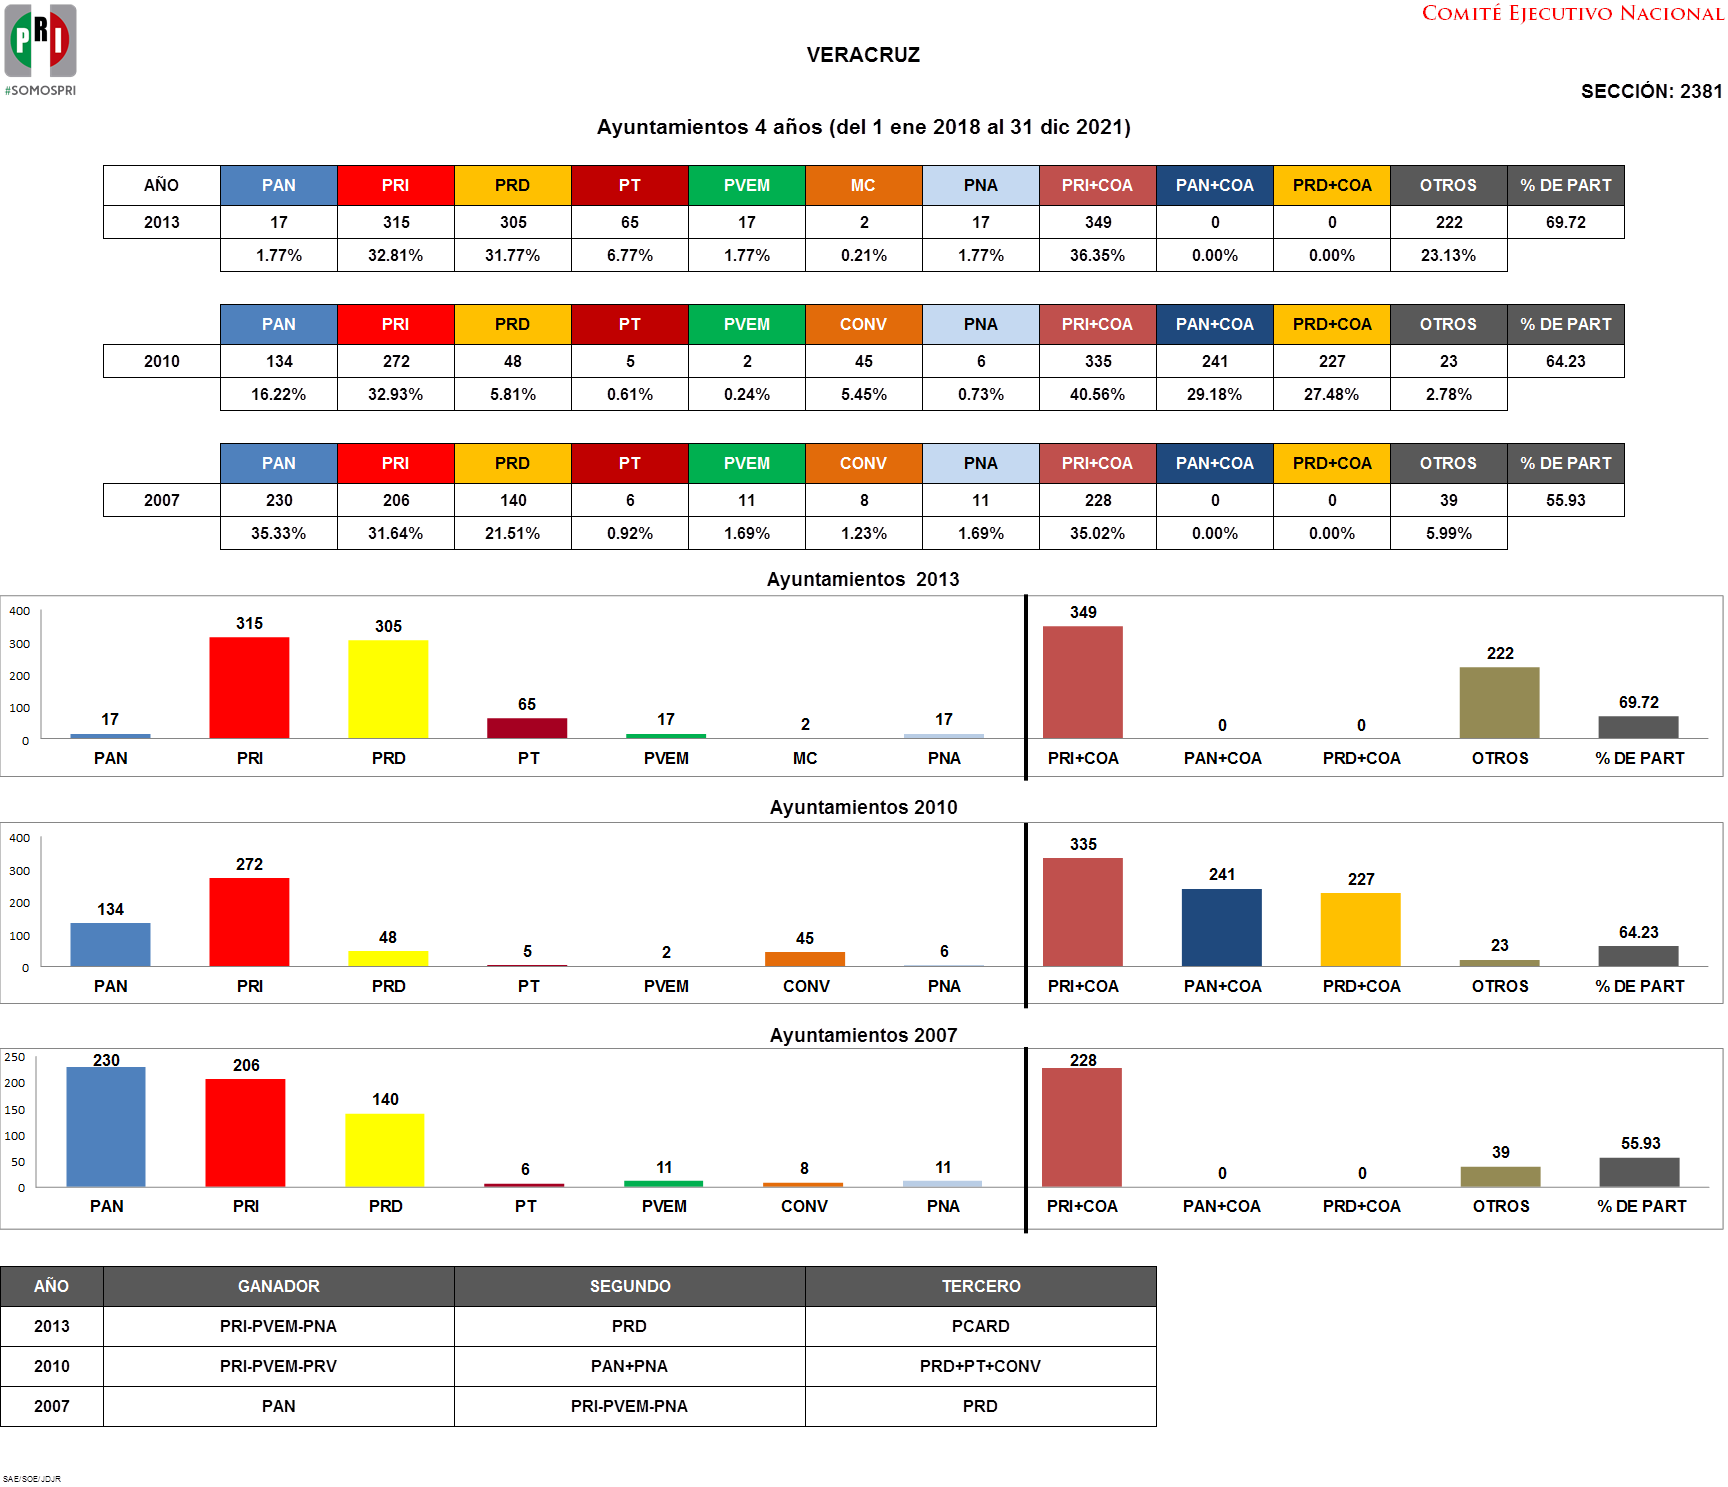 PRI
#SOMOSPRI
COMITÉ EJECUTIVO NACIONAL
VERACRUZ
SECCIÓN: 2381
Ayuntamientos 4 años (del 1 ene 2018 al 31 dic 2021)
AÑO PAN PRI PRD PT PVEM MC PNA PRI+COA PAN+COA PRD+COA OTROS % DE PART
2013 17 315 305 65 17 2 17 349 0 0 222 69.72
1.77% 32.81% 31.77% 6.77% 1.77% 0.21% 1.77% 36.35% 0.00% 0.00% 23.13%
PAN PRI PRD PT PVEM CONV PNA PRI+COA PAN+COA PRD+COA OTROS % DE PART
2010 134 272 48 5 2 45 6 335 241 227 23 64.23
16.22% 32.93% 5.81% 0.61% 0.24% 5.45% 0.73% 40.56% 29.18% 27.48% 2.78%
PAN PRI PRD PT PVEM CONV PNA PRI+COA PAN+COA PRD+COA OTROS % DE PART
2007 230 206 140 6 11 8 11 228 0 0 39 55.93
35.33% 31.64% 21.51% 0.92% 1.69% 1.23% 1.69% 35.02% 0.00% 0.00% 5.99%
Ayuntamientos 2013
400
300
200
100
0
17 315 305 65 17 2 17 349 0 0 222 69.72
PAN PRI PRD PT PVEM MC PNA PRI+COA PAN+COA PRD+COA OTROS % DE PART
Ayuntamientos 2010
400
300
200
100
0
134 272 48 5 2 45 6 335 241 227 23 64.23
PAN PRI PRD PT PVEM CONV PNA PRI+COA PAN+COA PRD+COA OTROS % DE PART
Ayuntamientos 2007
250
200
150
100
50
0
230 206 140 6 11 8 11 228 0 0 39 55.93
PAN PRI PRD PT PVEM CONV PNA PRI+COA PAN+COA PRD+COA OTROS % DE PART
AÑO GANADOR SEGUNDO TERCERO
2013 PRI-PVEM-PNA PRD PCARD
2010 PRI-PVEM-PRV PAN+PNA PRD+PT+CONV
2007 PAN PRI-PVEM-PNA PRD
SAE/SOE/JDJR